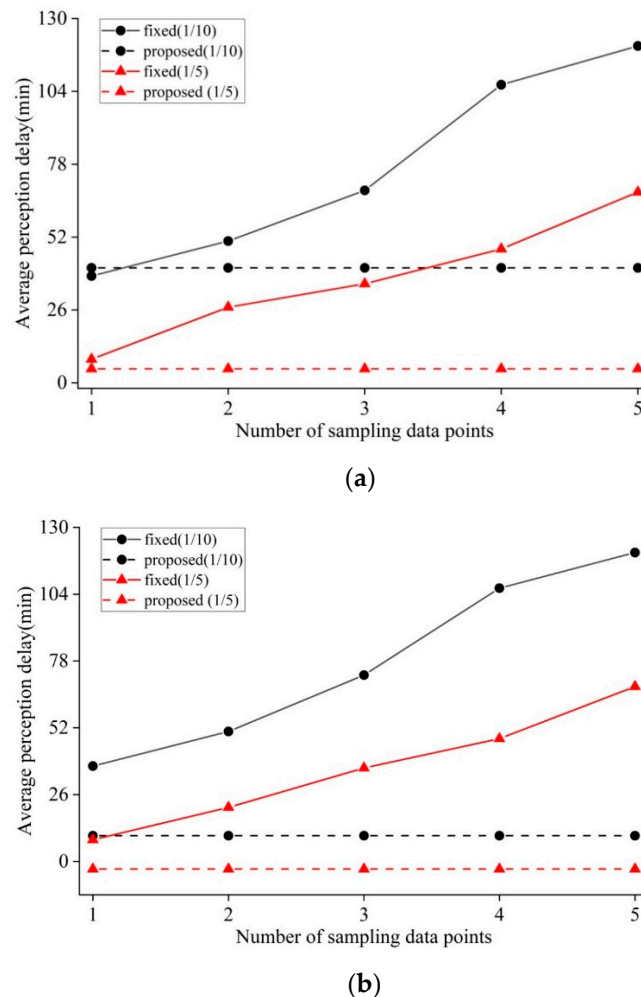 130
104
78
52
26
0
Average perception delay(min)
fixed(1/10)
proposed(1/10)
fixed(1/5)
proposed (1/5)
1 2 3 4 5
Number of sampling data points
(a)
130
104
78
52
26
0
Average perception delay(min)
fixed(1/10)
proposed(1/10)
fixed(1/5)
proposed (1/5)
1 2 3 4 5
Number of sampling data points
(b)